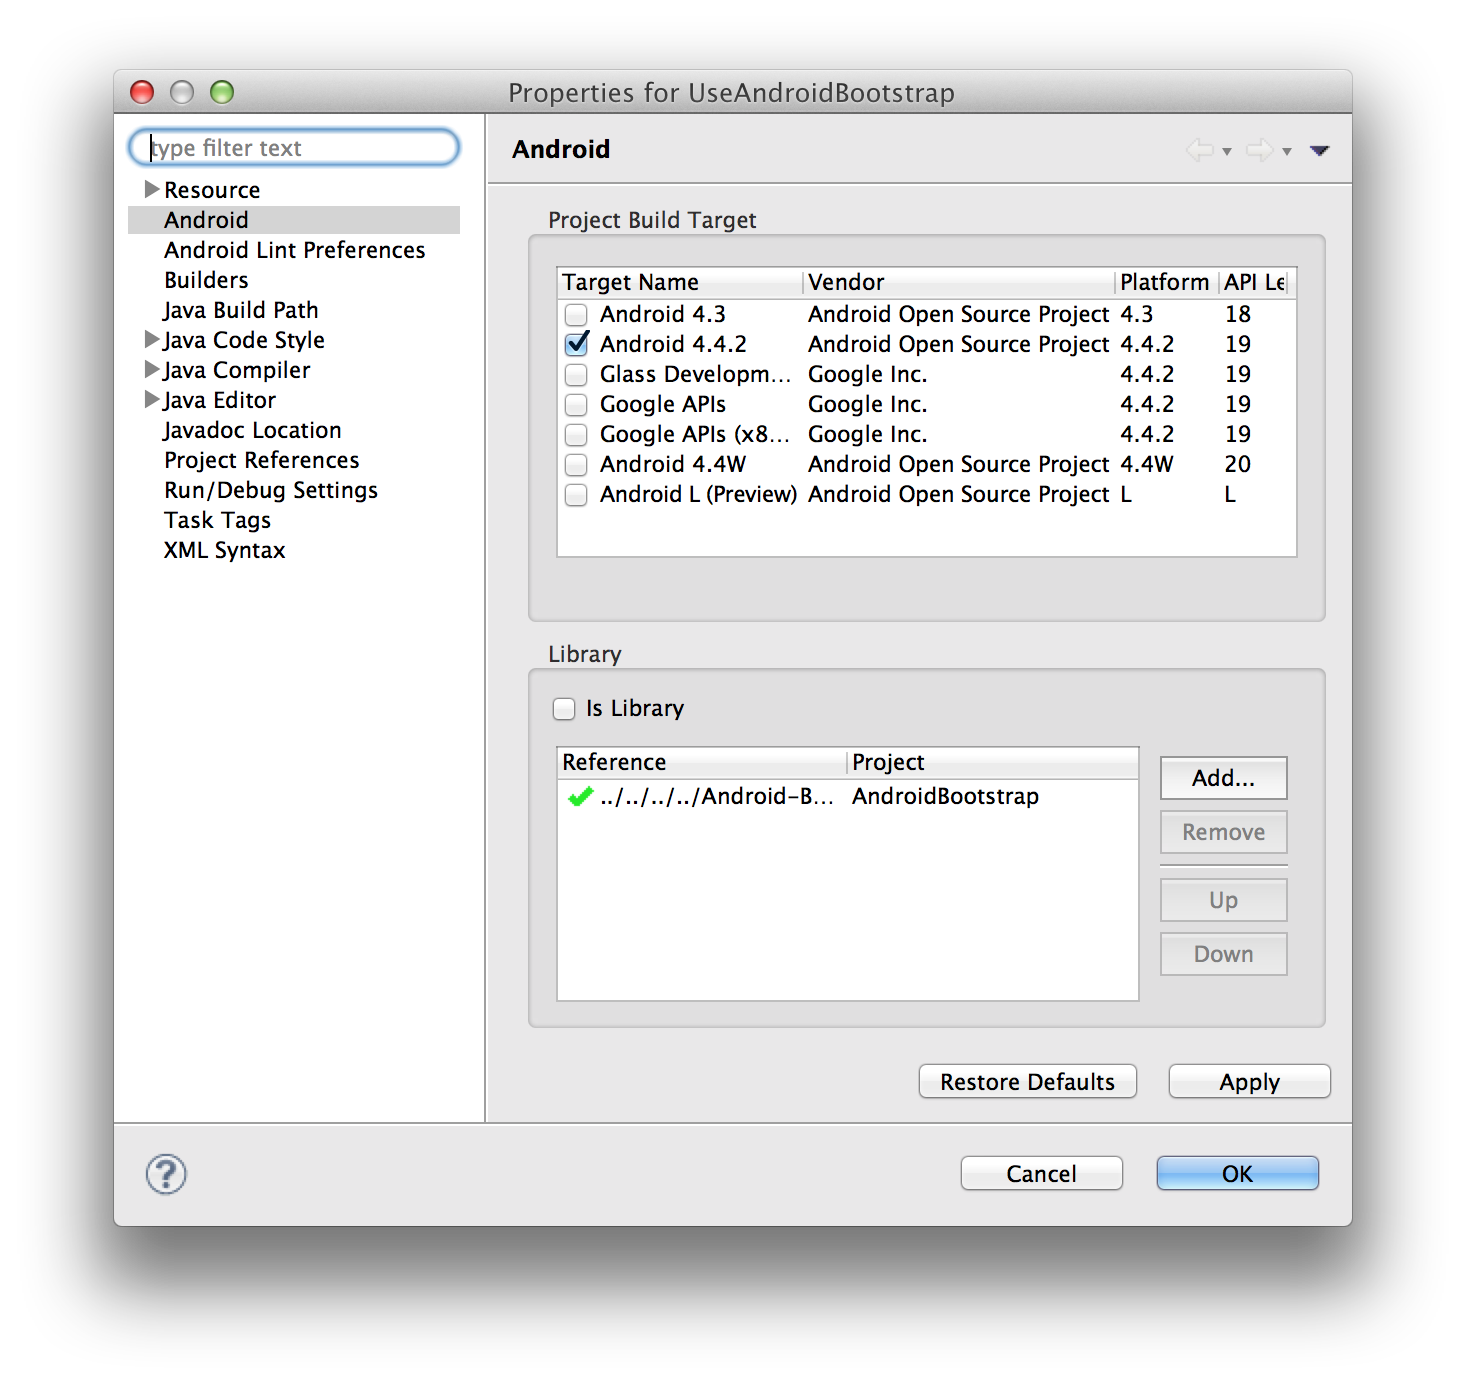 Properties for UseAndroidBootstrap
type filter text
Resource
Android
Android Lint Preferences
Builders
Java Build Path
Java Code Style
Java Compiler
Java Editor
Javadoc Location
Project References
Run/Debug Settings
Task Tags
XML Syntax
Android
Project Build Target
Target Name Vendor Platform API Le
Android 4.3 Android Open Source Project 4.3 18
Android 4.4.2 Android Open Source Project 4.4.2 19
Glass Developm... Google Inc. 4.4.2 19
Google APIs Google Inc. 4.4.2 19
Google APIs (x8... Google Inc. 4.4.2 19
Android 4.4W Android Open Source Project 4.4W 20
Android L (Preview) Android Open Source Project L L
Library
Is Library
Reference Project
../../../../Android-B... AndroidBootstrap
Add...
Remove
Up
Down
Restore Defaults Apply
? Cancel OK